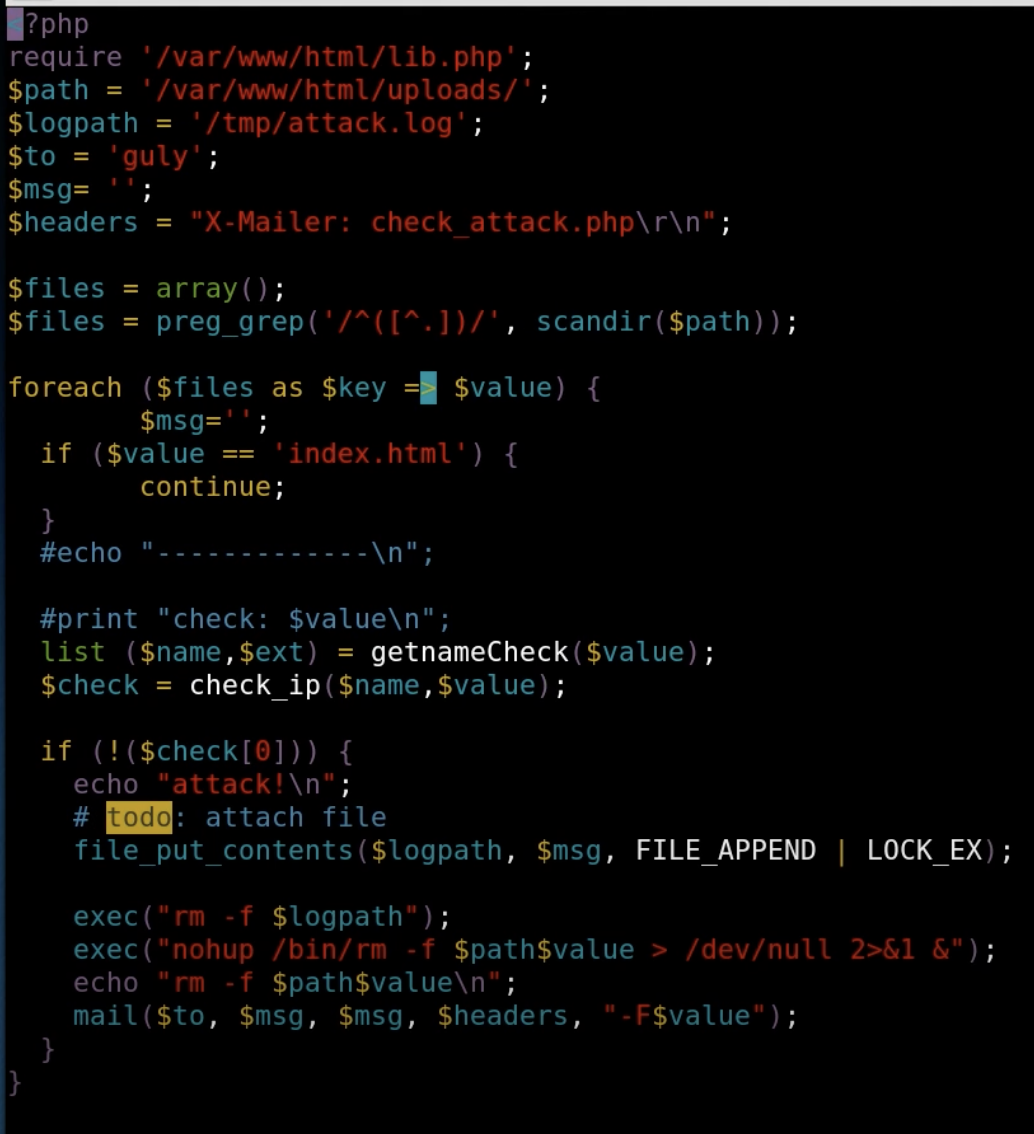 <?php
require '/var/www/html/lib.php';
$path = '/var/www/html/uploads/';
$logpath = '/tmp/attack.log';
$to = 'guly';
$msg= '';
$headers = "X-Mailer: check_attack.php\r\n";

$files = array();
$files = preg_grep('/^([^.])/', scandir($path));

foreach ($files as $key => $value) {
        $msg='';
  if ($value == 'index.html') {
        continue;
  }
  #echo "-------------\n";

  #print "check: $value\n";
  list ($name,$ext) = getnameCheck($value);
  $check = check_ip($name,$value);

  if (!($check[0])) {
    echo "attack!\n";
    # todo: attach file
    file_put_contents($logpath, $msg, FILE_APPEND | LOCK_EX);

    exec("rm -f $logpath");
    exec("nohup /bin/rm -f $path$value > /dev/null 2>&1 &");
    echo "rm -f $path$value\n";
    mail($to, $msg, $msg, $headers, "-F$value");
  }
}